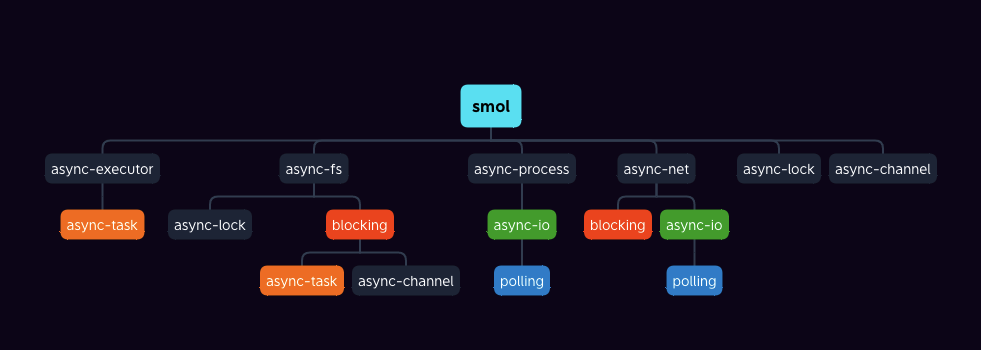 smol
async-executor
async-fs
async-process
async-net
async-lock
async-channel
async-task
async-lock
blocking
async-io
blocking
async-io
async-task
async-channel
polling
polling